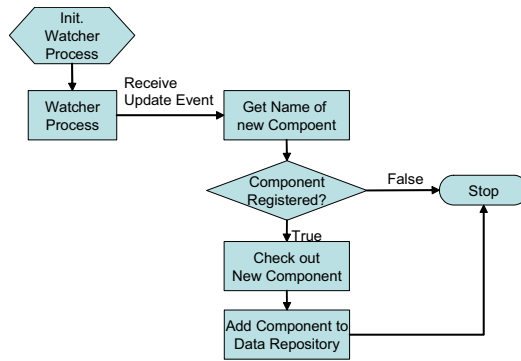 Init.
Watcher
Process
Watcher
Process
Receive
Update Event
Get Name of
new Compoent
Component
Registered?
False
Stop
True
Check out
New Component
Add Component to
Data Repository